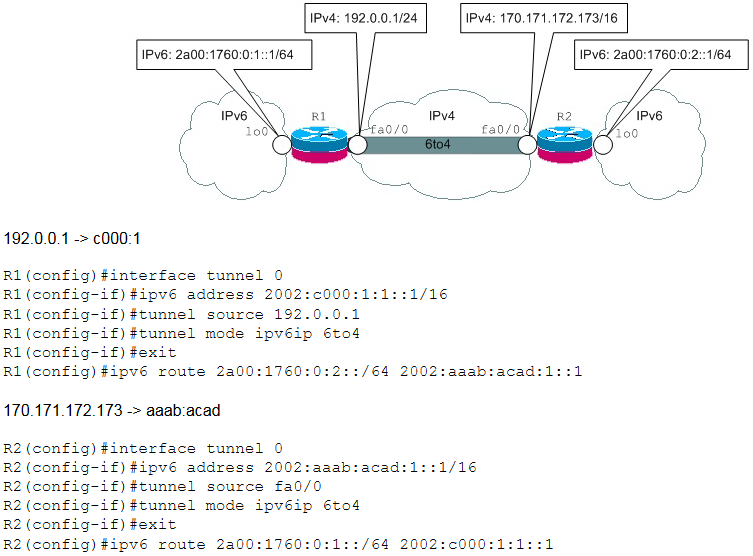 IPv4: 192.0.0.1/24
IPv4: 170.171.172.173/16
IPv6: 2a00:1760:0:1::1/64
IPv6: 2a00:1760:0:2::1/64
IPv6
R1
IPv4
R2
IPv6
lo0
fa0/0
fa0/0
lo0
6to4
192.0.0.1 -> c000:1
R1(config)#interface tunnel 0
R1(config-if)#ipv6 address 2002:c000:1:1::1/16
R1(config-if)#tunnel source 192.0.0.1
R1(config-if)#tunnel mode ipv6ip 6to4
R1(config-if)#exit
R1(config)#ipv6 route 2a00:1760:0:2::/64 2002:aaab:acad:1::1
170.171.172.173 -> aaab:acad
R2(config)#interface tunnel 0
R2(config-if)#ipv6 address 2002:aaab:acad:1::1/16
R2(config-if)#tunnel source fa0/0
R2(config-if)#tunnel mode ipv6ip 6to4
R2(config-if)#exit
R2(config)#ipv6 route 2a00:1760:0:1::/64 2002:c000:1:1::1